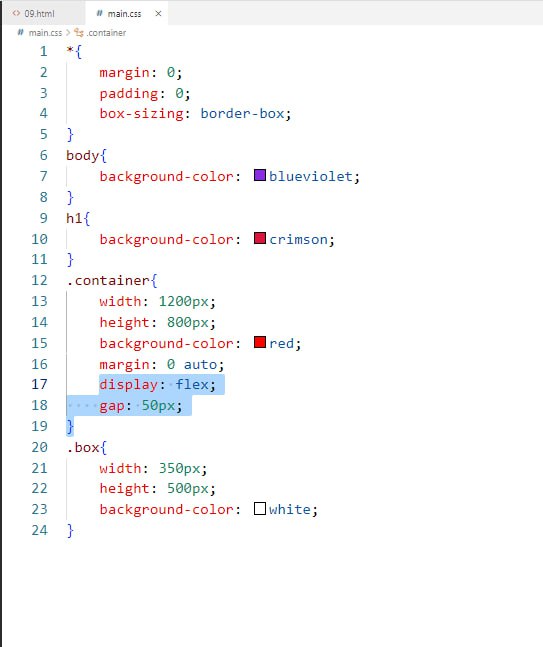 09.html
main.css
main.css > .container
1 *{
2 margin: 0;
3 padding: 0;
4 box-sizing: border-box;
5 }
6 body{
7 background-color: blueviolet;
8 }
9 h1{
10 background-color: crimson;
11 }
12 .container{
13 width: 1200px;
14 height: 800px;
15 background-color: red;
16 margin: 0 auto;
17 display: flex;
18 gap: 50px;
19 }
20 .box{
21 width: 350px;
22 height: 500px;
23 background-color: white;
24 }